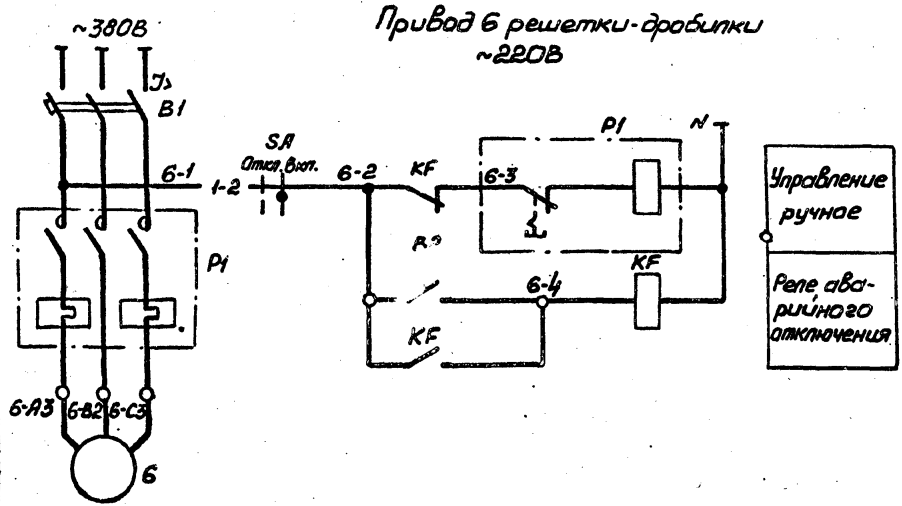 Привод 6 решетки-дробилки
~220В
~380В
В1
6-1
1-2
SA
Откл. Вкл.
6-2
KF
6-3
P1
N
Управление
ручное
P1
KF
6-4
Реле ава-
рийного
отключения
KF
6-А3
6-В2
6-С3
6